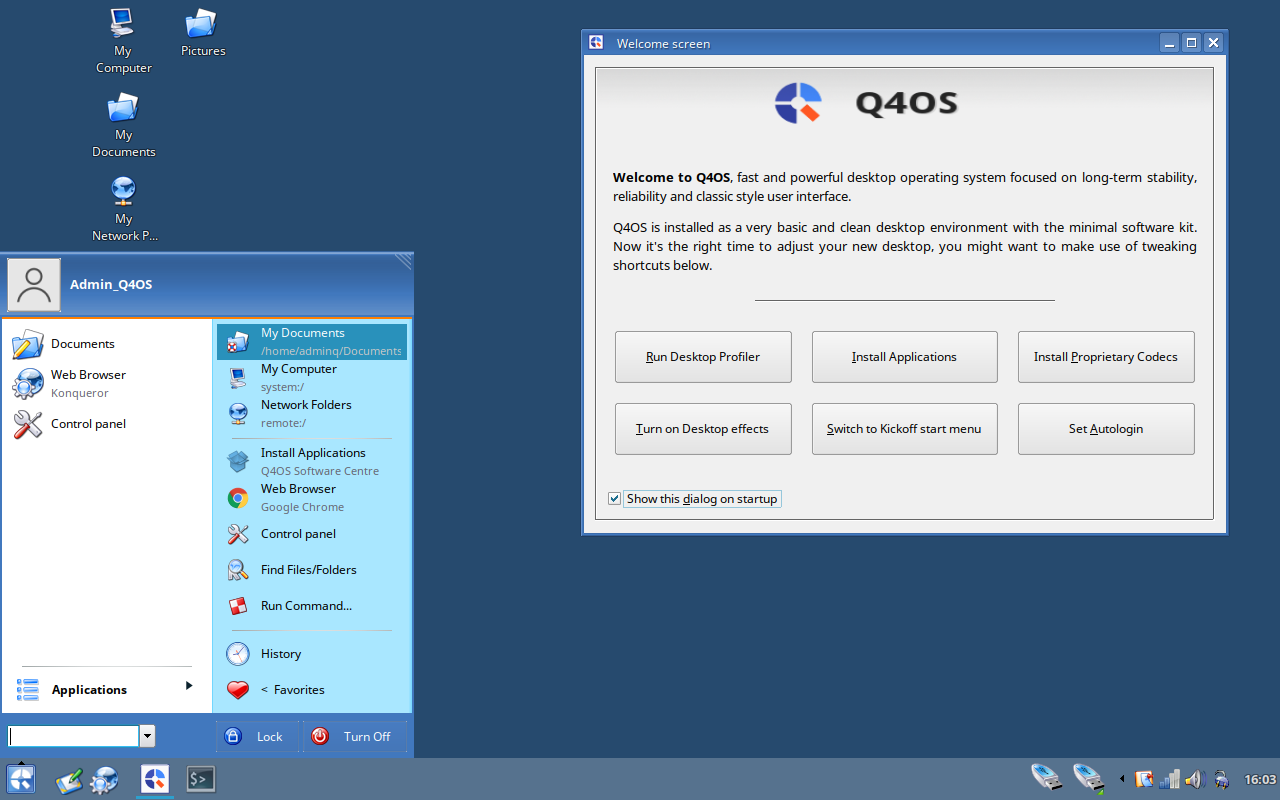 My
Computer
Pictures
My
Documents
My
Network P...
Welcome screen
Q4OS
Welcome to Q4OS, fast and powerful desktop operating system focused on long-term stability,
reliability and classic style user interface.
Q4OS is installed as a very basic and clean desktop environment with the minimal software kit.
Now it's the right time to adjust your new desktop, you might want to make use of tweaking
shortcuts below.
Run Desktop Profiler
Install Applications
Install Proprietary Codecs
Turn on Desktop effects
Switch to Kickoff start menu
Set Autologin
Show this dialog on startup
Admin_Q4OS
Documents
Web Browser
Konqueror
Control panel
Applications
My Documents
/home/adminq/Documents
My Computer
system:/
Network Folders
remote:/
Install Applications
Q4OS Software Centre
Web Browser
Google Chrome
Control panel
Find Files/Folders
Run Command...
History
< Favorites
Lock
Turn Off
$>
16:03